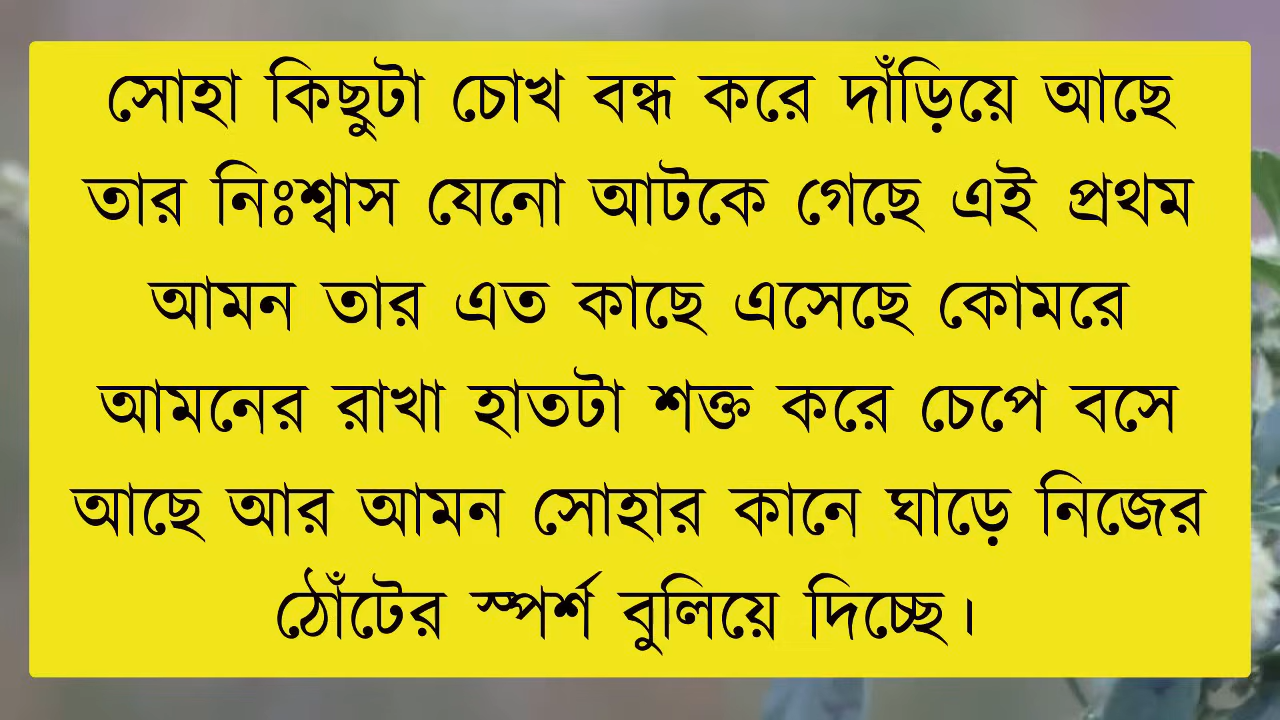 সোহা কিছুটা চোখ বন্ধ করে দাঁড়িয়ে আছে
তার নিঃশ্বাস যেনো আটকে গেছে এই প্রথম
আমন তার এত কাছে এসেছে কোমরে
আমনের রাখা হাতটা শক্ত করে চেপে বসে
আছে আর আমন সোহার কানে ঘাড়ে নিজের
ঠোঁটের স্পর্শ বুলিয়ে দিচ্ছে।